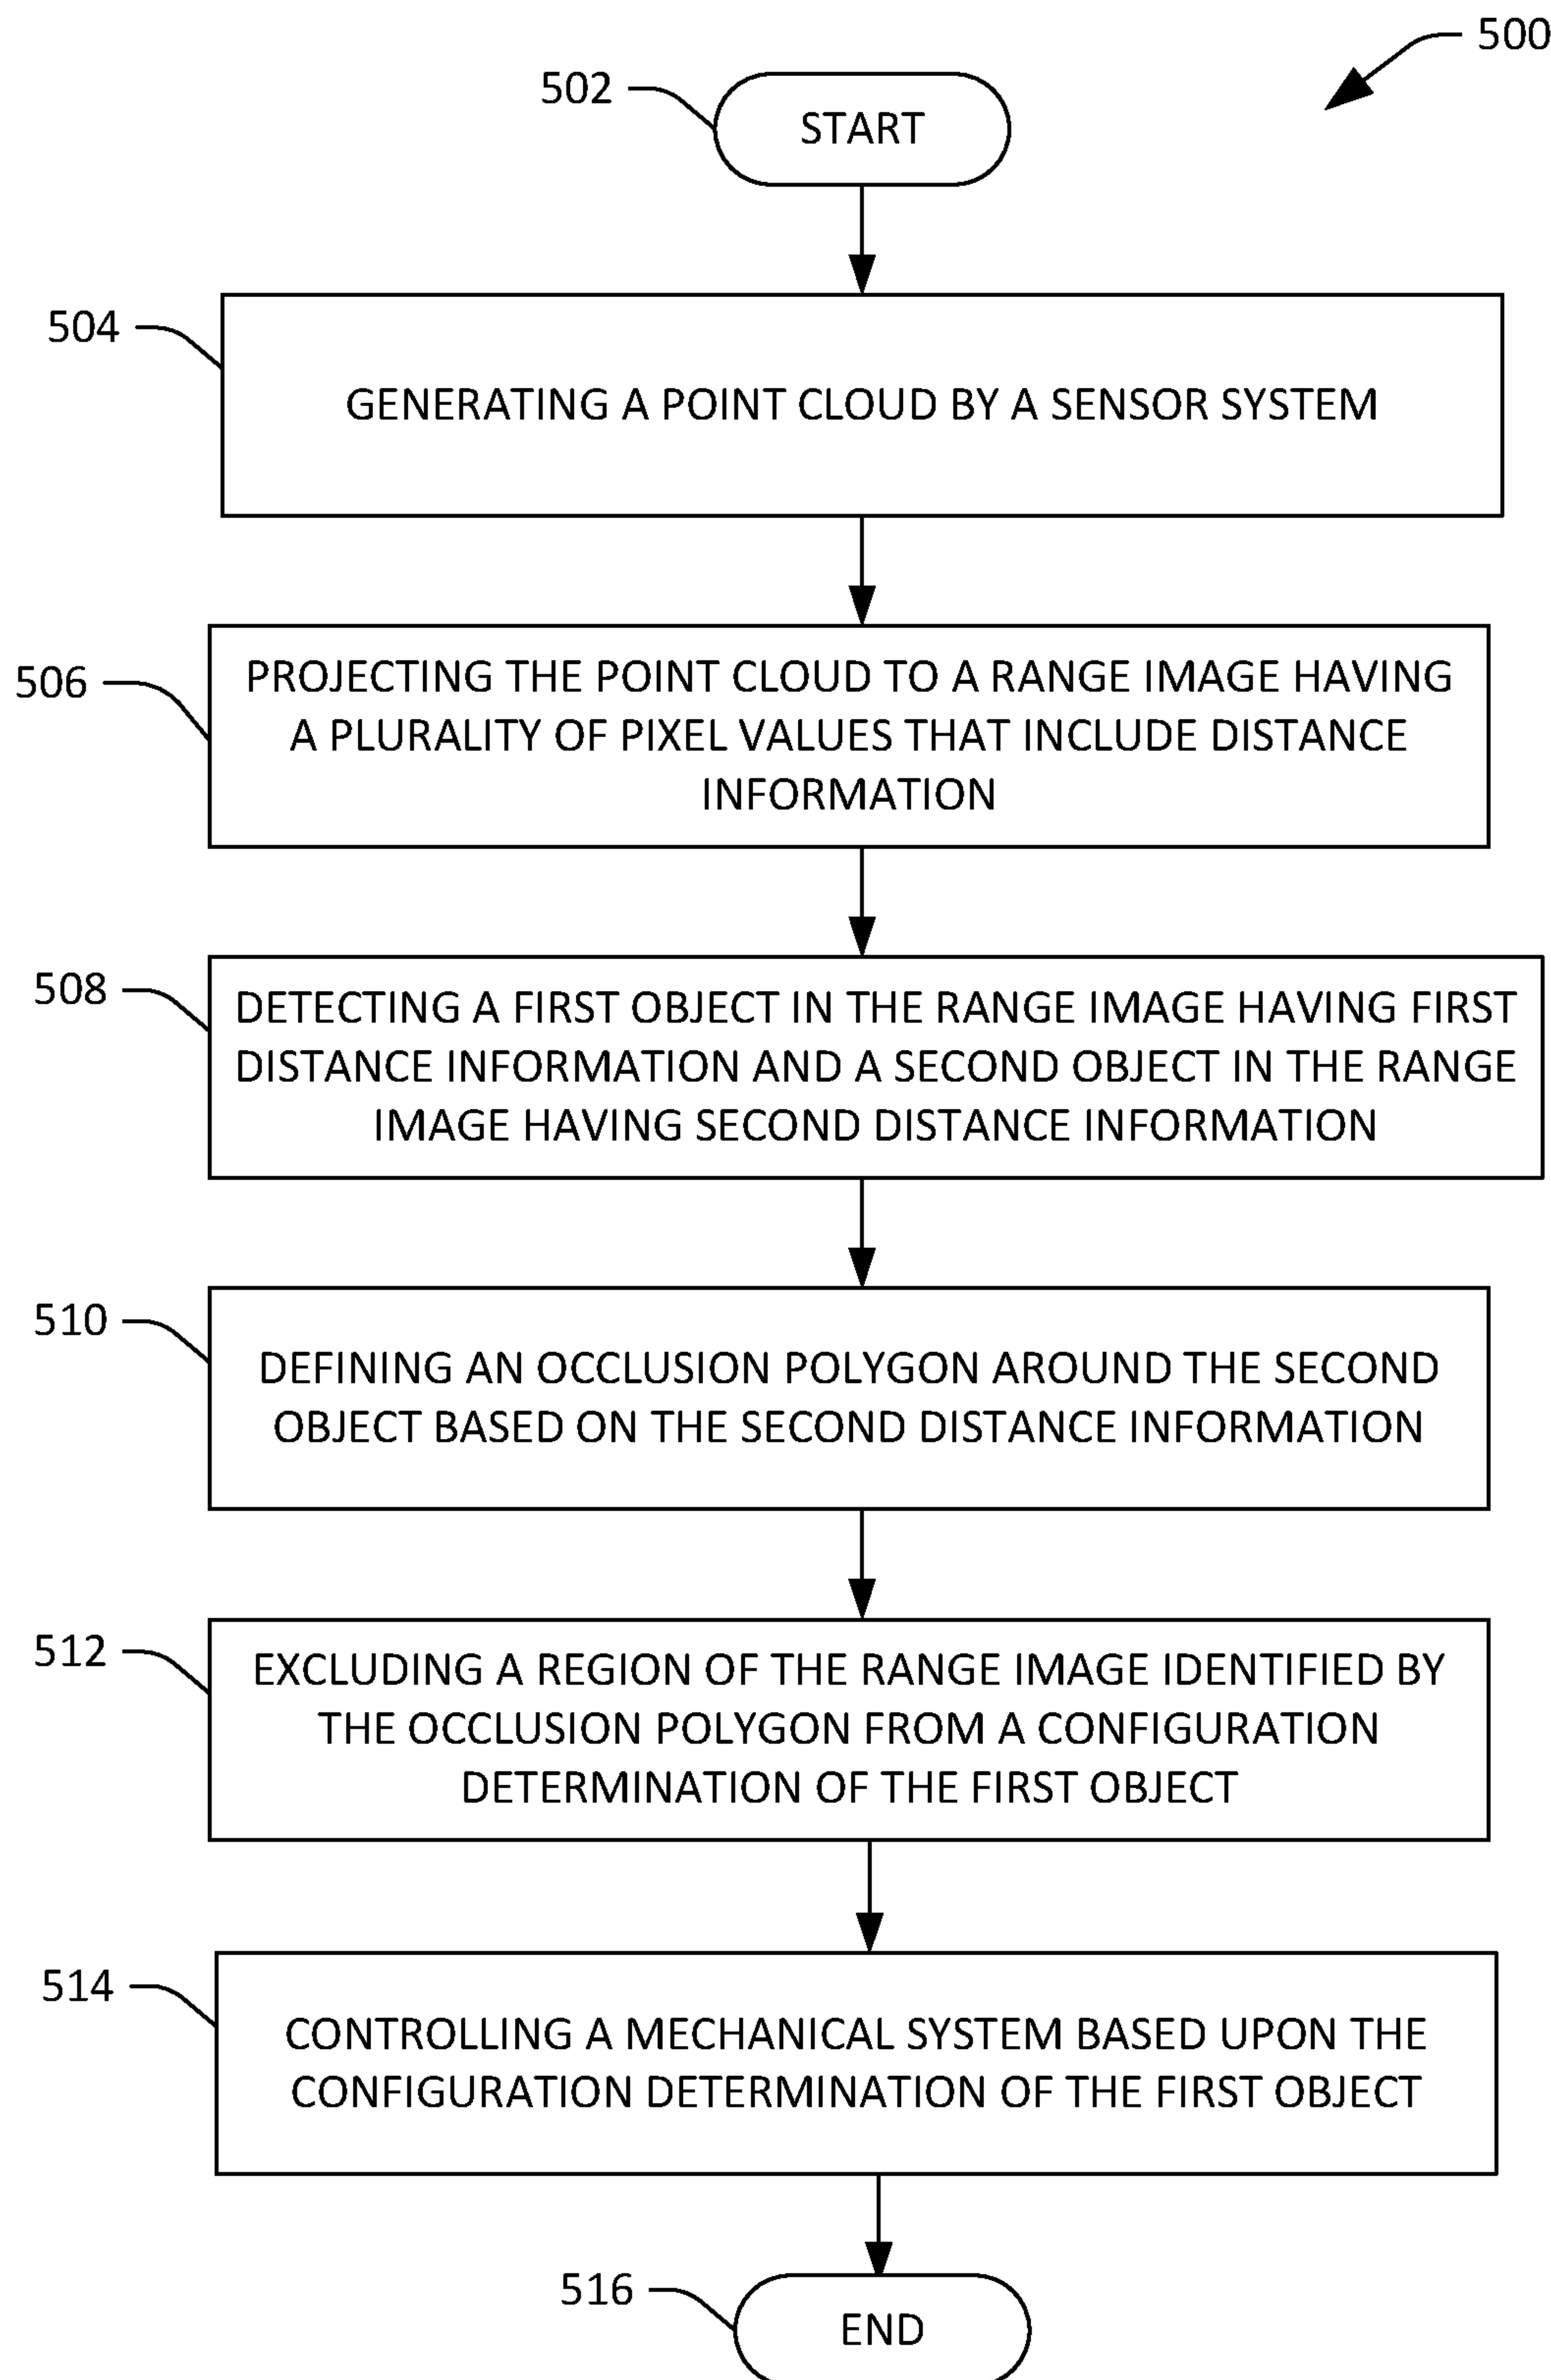 500
502
START
504
GENERATING A POINT CLOUD BY A SENSOR SYSTEM
506
PROJECTING THE POINT CLOUD TO A RANGE IMAGE HAVING
A PLURALITY OF PIXEL VALUES THAT INCLUDE DISTANCE
INFORMATION
508
DETECTING A FIRST OBJECT IN THE RANGE IMAGE HAVING FIRST
DISTANCE INFORMATION AND A SECOND OBJECT IN THE RANGE
IMAGE HAVING SECOND DISTANCE INFORMATION
510
DEFINING AN OCCLUSION POLYGON AROUND THE SECOND
OBJECT BASED ON THE SECOND DISTANCE INFORMATION
512
EXCLUDING A REGION OF THE RANGE IMAGE IDENTIFIED BY
THE OCCLUSION POLYGON FROM A CONFIGURATION
DETERMINATION OF THE FIRST OBJECT
514
CONTROLLING A MECHANICAL SYSTEM BASED UPON THE
CONFIGURATION DETERMINATION OF THE FIRST OBJECT
516
END